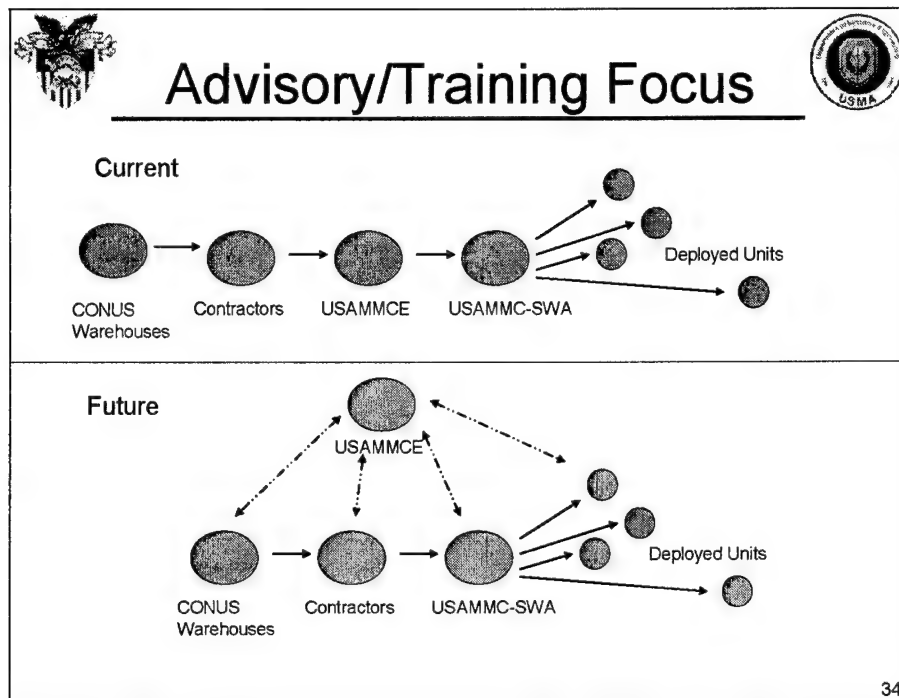 Advisory/Training Focus
USMA
Current
CONUS
Warehouses
Contractors
USAMMCE
USAMMC-SWA
Deployed Units
Future
USAMMCE
CONUS
Warehouses
Contractors
USAMMC-SWA
Deployed Units
34